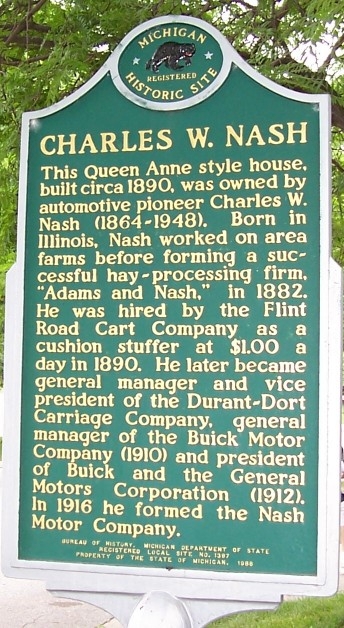 MICHIGAN
REGISTERED
HISTORIC SITE
CHARLES W. NASH
This Queen Anne style house,
built circa 1890, was owned by
automotive pioneer Charles W.
Nash (1864-1948). Born in
Illinois, Nash worked on area
farms before forming a suc-
cessful hay-processing firm,
"Adams and Nash," in 1882.
He was hired by the Flint
Road Cart Company as a
cushion stuffer at $1.00 a
day in 1890. He later became
general manager and vice
president of the Durant-Dort
Carriage Company, general
manager of the Buick Motor
Company (1910) and president
of Buick and the General
Motors Corporation (1912).
In 1916 he formed the Nash
Motor Company.
BUREAU OF HISTORY, MICHIGAN DEPARTMENT OF STATE
REGISTERED LOCAL SITE NO. 1387
PROPERTY OF THE STATE OF MICHIGAN, 1988